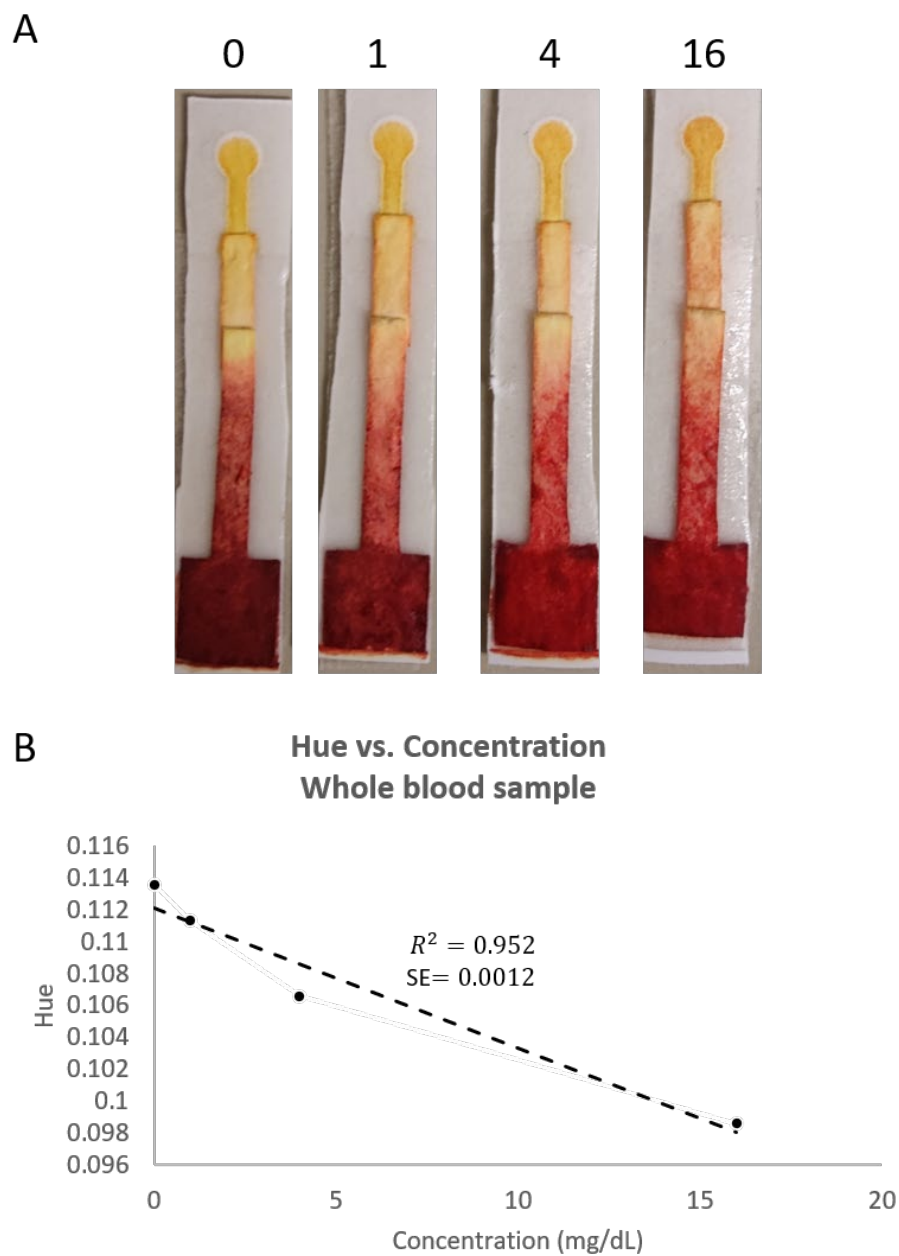 A
0 1 4 16
B
Hue vs. Concentration
Whole blood sample
0.116
0.114
0.112
0.11
0.108
0.106
0.104
0.102
0.1
0.098
0.096
Hue
R² = 0.952
SE= 0.0012
0 5 10 15 20
Concentration (mg/dL)